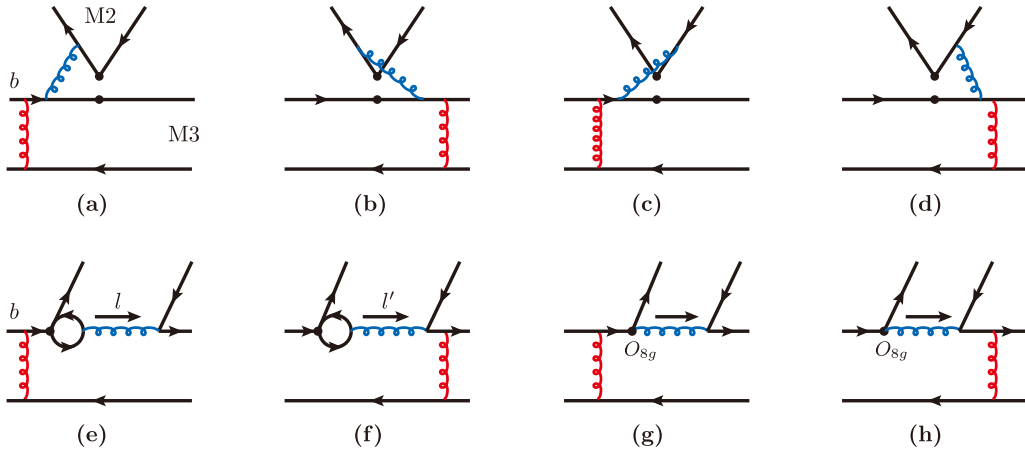 M2
b
M3
(a) (b) (c) (d)
b l l′
O8g O8g
(e) (f) (g) (h)